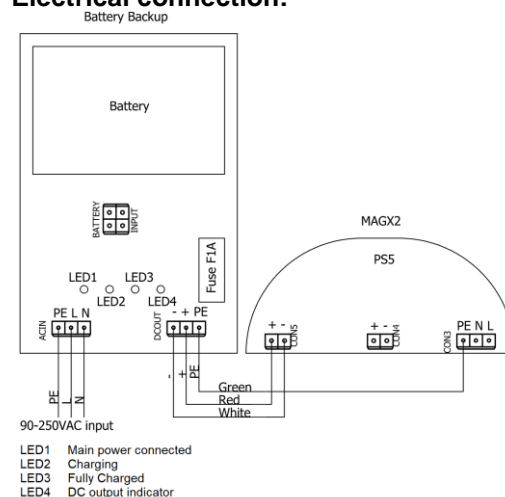 Electrical connection:
Battery Backup
Battery
BATTERY
INPUT
Fuse F1A
LED1 LED3
LED2 LED4
PE L N
ACIN
- + PE
DCOUT
MAGX2
PS5
+ -
CON5
+ -
CON4
PE N L
CON3
PE
L
N
-
+
PE
Green
Red
White
90-250VAC input
LED1 Main power connected
LED2 Charging
LED3 Fully Charged
LED4 DC output indicator